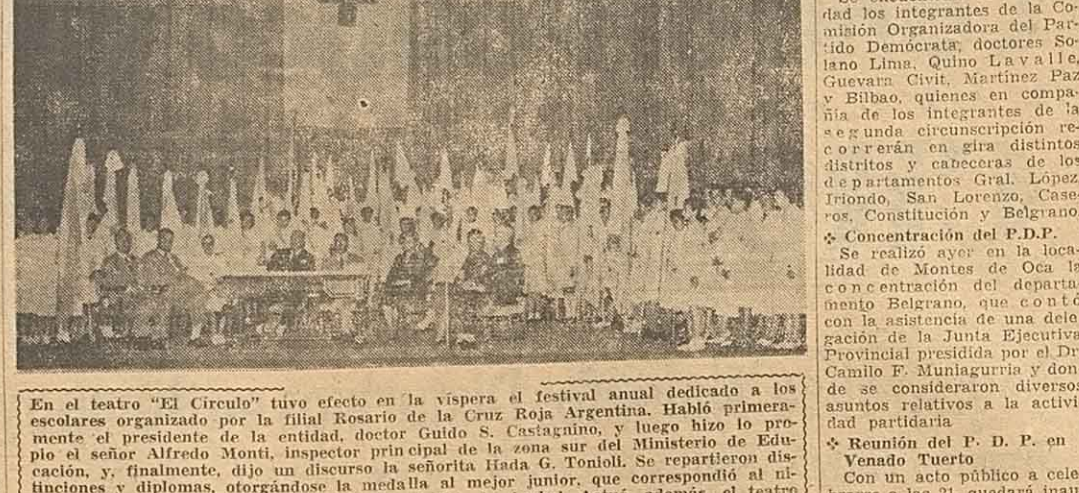 En el teatro "El Círculo" tuvo efecto en la víspera el festival anual dedicado a los
escolares organizado por la filial Rosario de la Cruz Roja Argentina. Habló primera-
mente el presidente de la entidad, doctor Guido S. Castagnino, y luego hizo lo pro-
pio el señor Alfredo Monti, inspector principal de la zona sur del Ministerio de Edu-
cación, y, finalmente, dijo un discurso la señorita Hada G. Tonioli. Se repartieron dis-
tinciones y diplomas, otorgándose la medalla al mejor junior, que correspondió al ni-
además, el teatro
dad los integrantes de la Co-
misión Organizadora del Par-
tido Demócrata, doctores So-
lano Lima, Quino Lavalle,
Guevara Civit, Martínez Paz
y Bilbao, quienes en compa-
ñía de los integrantes de la
segunda circunscripción re-
correrán en gira distintos
distritos y cabeceras de los
departamentos Gral. López
Iriondo, San Lorenzo, Case-
ros, Constitución y Belgrano
Concentración del P.D.P.
Se realizó ayer en la loca-
lidad de Montes de Oca la
concentración del departa-
mento Belgrano, que contó
con la asistencia de una dele
gación de la Junta Ejecutiva
Provincial presidida por el Dr
Camilo F. Muniagurria y don
de se consideraron diversos
asuntos relativos a la activi
dad partidaria
Reunión del P. D. P. en
Venado Tuerto
Con un acto público a cele